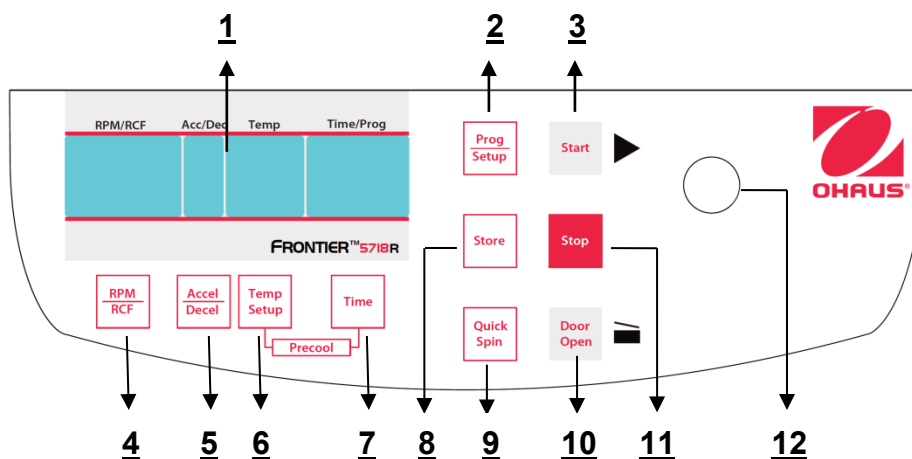 1
2
3
RPM/RCF
Acc/Dec
Temp
Time/Prog
FRONTIER™5718R
Prog
Setup
Start
OHAUS®
Store
Stop
RPM
RCF
Accel
Decel
Temp
Setup
Time
Precool
Quick
Spin
Door
Open
4
5
6
7
8
9
10
11
12